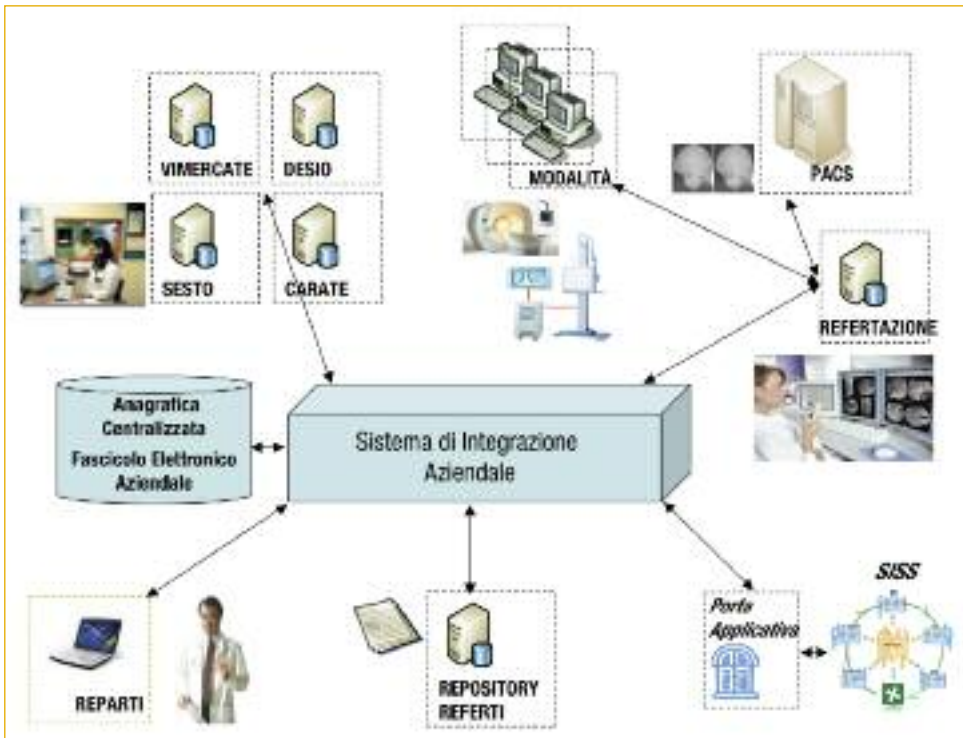 VIMERCATE
DESIO
SESTO
CARATE
MODALITÀ
PACS
REFERTAZIONE
Anagrafica
Centralizzata
Fascicolo Elettronico
Aziendale
Sistema di Integrazione
Aziendale
REPARTI
REPOSITORY
REFERTI
Porta
Applicativa
SISS